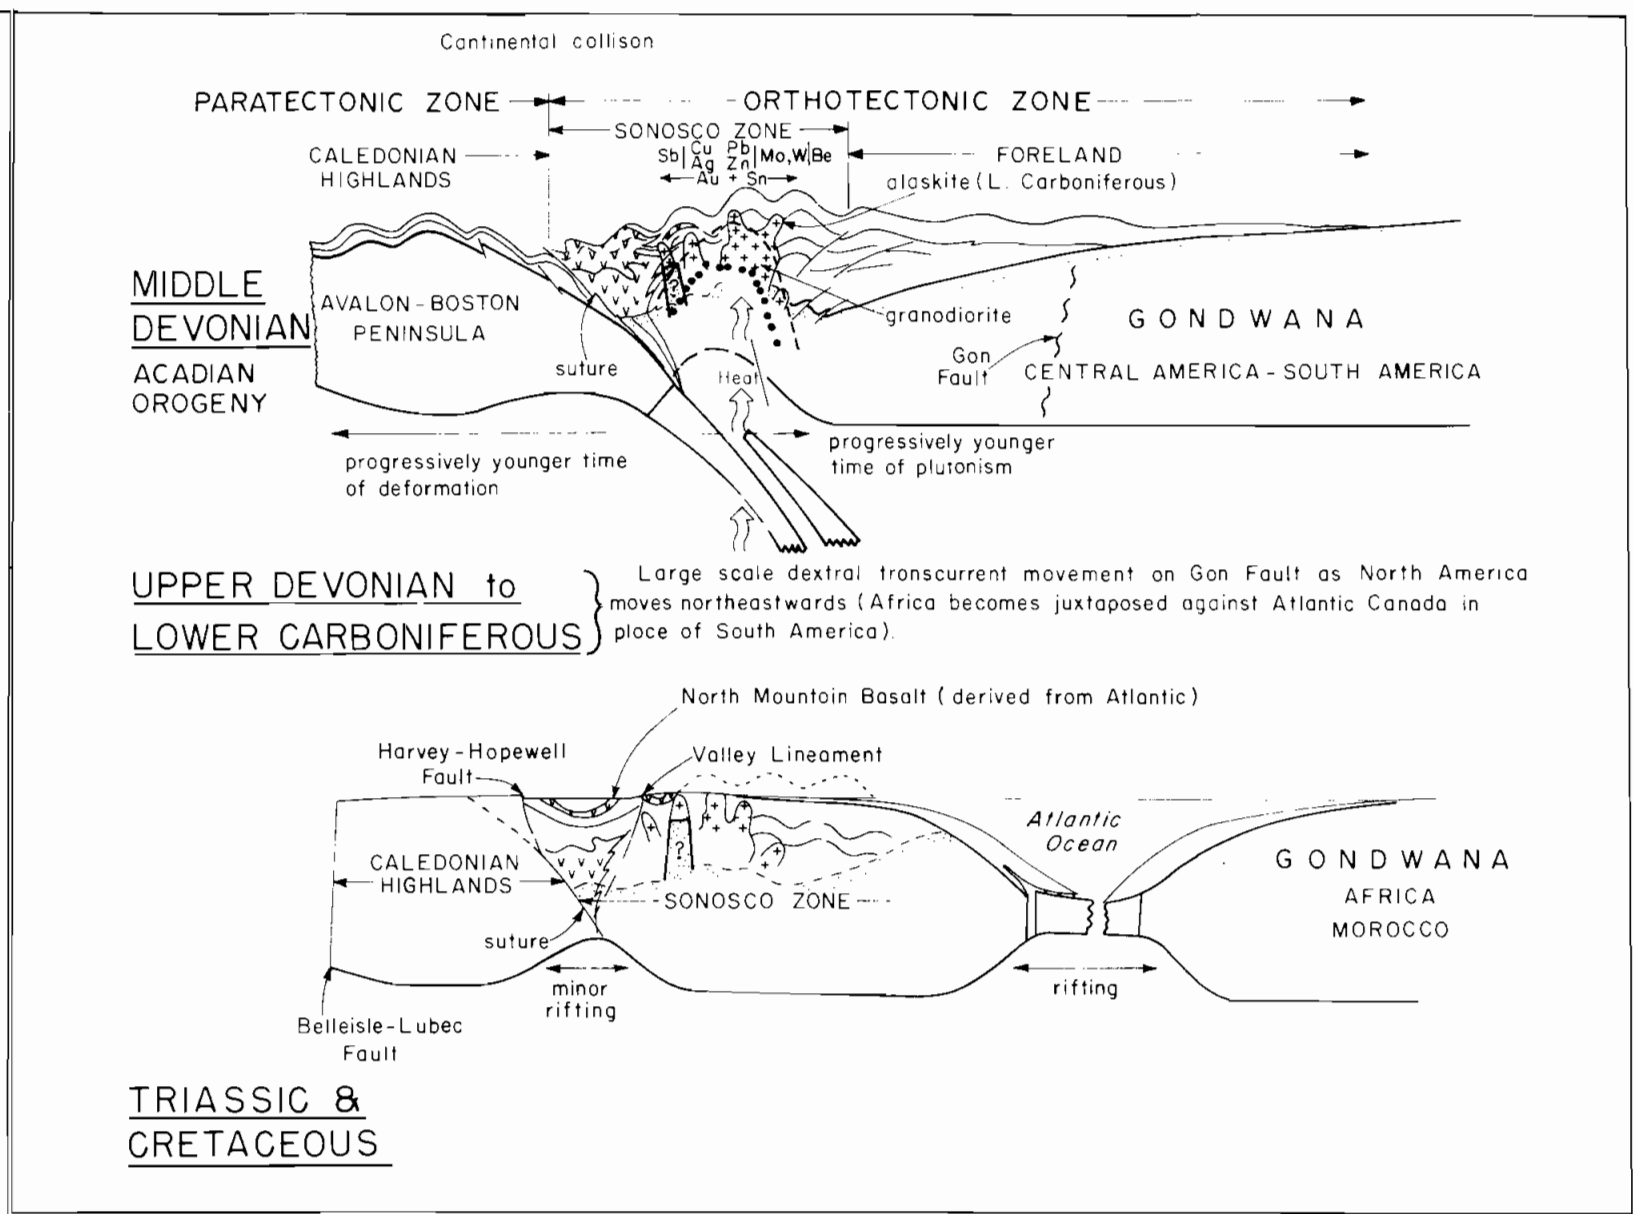 Continental collison
PARATECTONIC ZONE
ORTHOTECTONIC ZONE
SONOSCO ZONE
CALEDONIAN
HIGHLANDS
Sb| Cu Pb |Mo,W|Be
Ag Zn
Au + Sn
FORELAND
alaskite (L. Carboniferous)
MIDDLE
DEVONIAN
ACADIAN
OROGENY
AVALON-BOSTON
PENINSULA
suture
?
Heat
granodiorite
Gon
Fault
GONDWANA
CENTRAL AMERICA-SOUTH AMERICA
progressively younger time
of deformation
progressively younger
time of plutonism
UPPER DEVONIAN to
LOWER CARBONIFEROUS
Large scale dextral transcurrent movement on Gon Fault as North America
moves northeastwards (Africa becomes juxtaposed against Atlantic Canada in
place of South America).
North Mountain Basalt (derived from Atlantic)
Harvey-Hopewell
Fault
Valley Lineament
Atlantic
Ocean
CALEDONIAN
HIGHLANDS
?
SONOSCO ZONE
suture
GONDWANA
AFRICA
MOROCCO
minor
rifting
rifting
Belleisle-Lubec
Fault
TRIASSIC &
CRETACEOUS